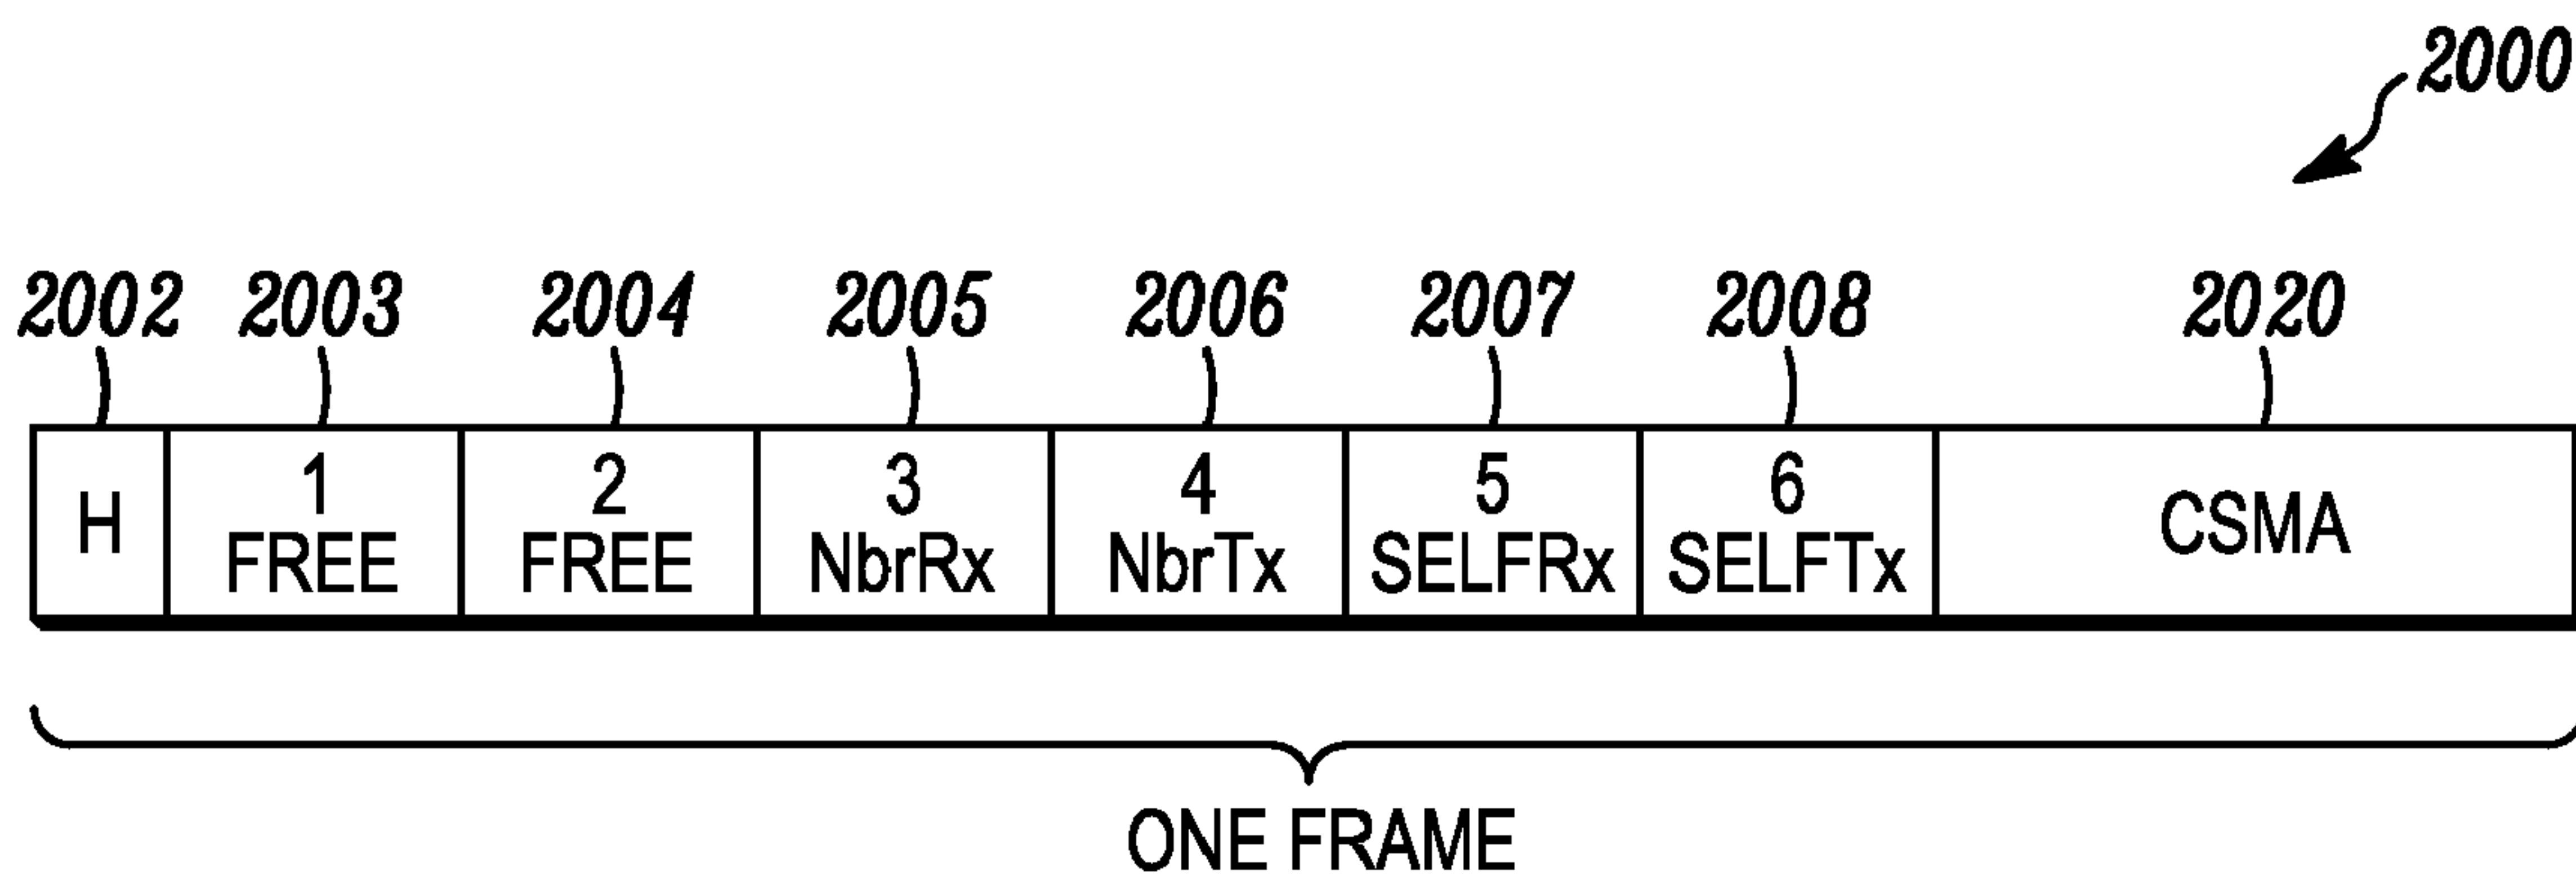 2000
2002 2003 2004 2005 2006 2007 2008 2020
H 1 FREE 2 FREE 3 NbrRx 4 NbrTx 5 SELFRx 6 SELFTx CSMA
ONE FRAME